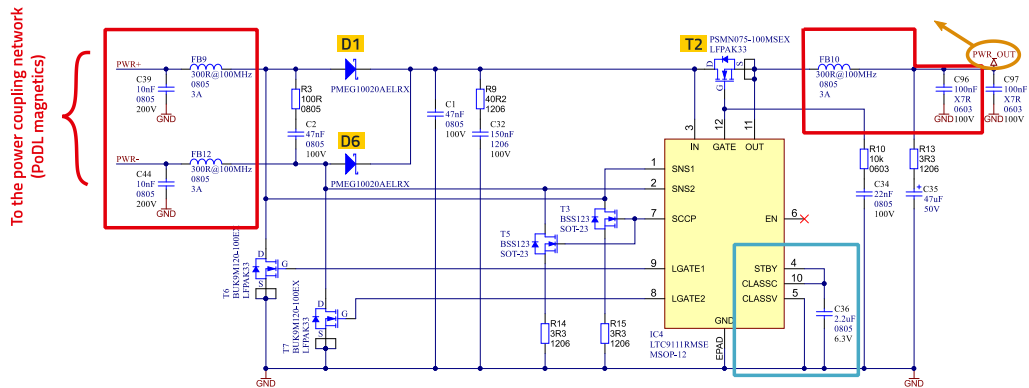 To the power coupling network
(PoDL magnetics)
PWR+
FB9
300R@100MHz
0805
3A
C39
10nF
0805
200V
GND
PWR-
FB12
300R@100MHz
0805
3A
C44
10nF
0805
200V
GND
R3
100R
0805
C2
47nF
0805
100V
D1
PMEG10020AELRX
D6
PMEG10020AELRX
C1
47nF
0805
100V
R9
40R2
1206
C32
150nF
1206
100V
T2
PSMN075-100MSEX
LFPAK33
D
S
G
FB10
300R@100MHz
0805
3A
PWR_OUT
C96
100nF
X7R
0603
100V
GND
C97
100nF
X7R
0603
100V
GND
R10
10k
0603
C34
22nF
0805
100V
R13
3R3
1206
C35
+
47uF
50V
3
12
11
IN
GATE
OUT
1
SNS1
2
SNS2
7
SCCP
9
LGATE1
8
LGATE2
EN
6
STBY
4
CLASSC
10
CLASSV
5
GND
EPAD
IC4
LTC9111RMSE
MSOP-12
C36
2.2uF
0805
6.3V
T3
BSS123
SOT-23
T5
BSS123
SOT-23
T6
BUK9M120-100EX
LFPAK33
D
G
S
T7
BUK9M120-100EX
LFPAK33
D
G
S
R14
3R3
1206
R15
3R3
1206
GND
GND